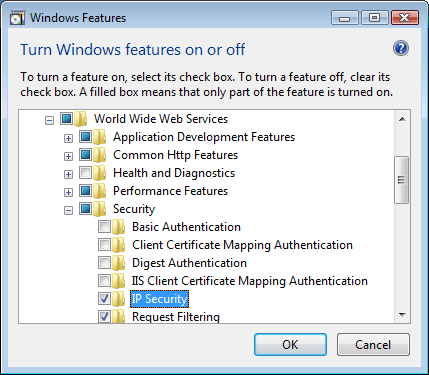 Windows Features
Turn Windows features on or off
To turn a feature on, select its check box. To turn a feature off, clear its
check box. A filled box means that only part of the feature is turned on.
World Wide Web Services
Application Development Features
Common Http Features
Health and Diagnostics
Performance Features
Security
Basic Authentication
Client Certificate Mapping Authentication
Digest Authentication
IIS Client Certificate Mapping Authentication
IP Security
Request Filtering
OK
Cancel